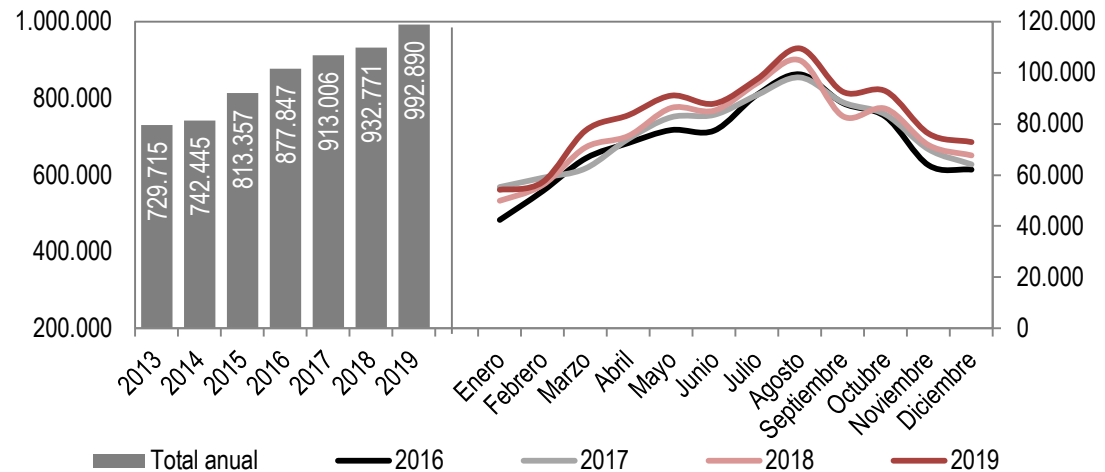 1.000.000
800.000
600.000
400.000
200.000
729.715
742.445
813.357
877.847
913.006
932.771
992.890
2013
2014
2015
2016
2017
2018
2019
120.000
100.000
80.000
60.000
40.000
20.000
0
Enero
Febrero
Marzo
Abril
Mayo
Junio
Julio
Agosto
Septiembre
Octubre
Noviembre
Diciembre
Total anual
2016
2017
2018
2019